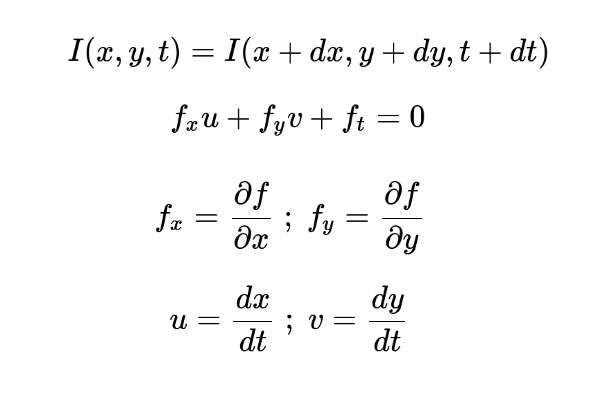 I(x, y, t) = I(x + dx, y + dy, t + dt)
f_x u + f_y v + f_t = 0
f_x = ∂f/∂x ; f_y = ∂f/∂y
u = dx/dt ; v = dy/dt